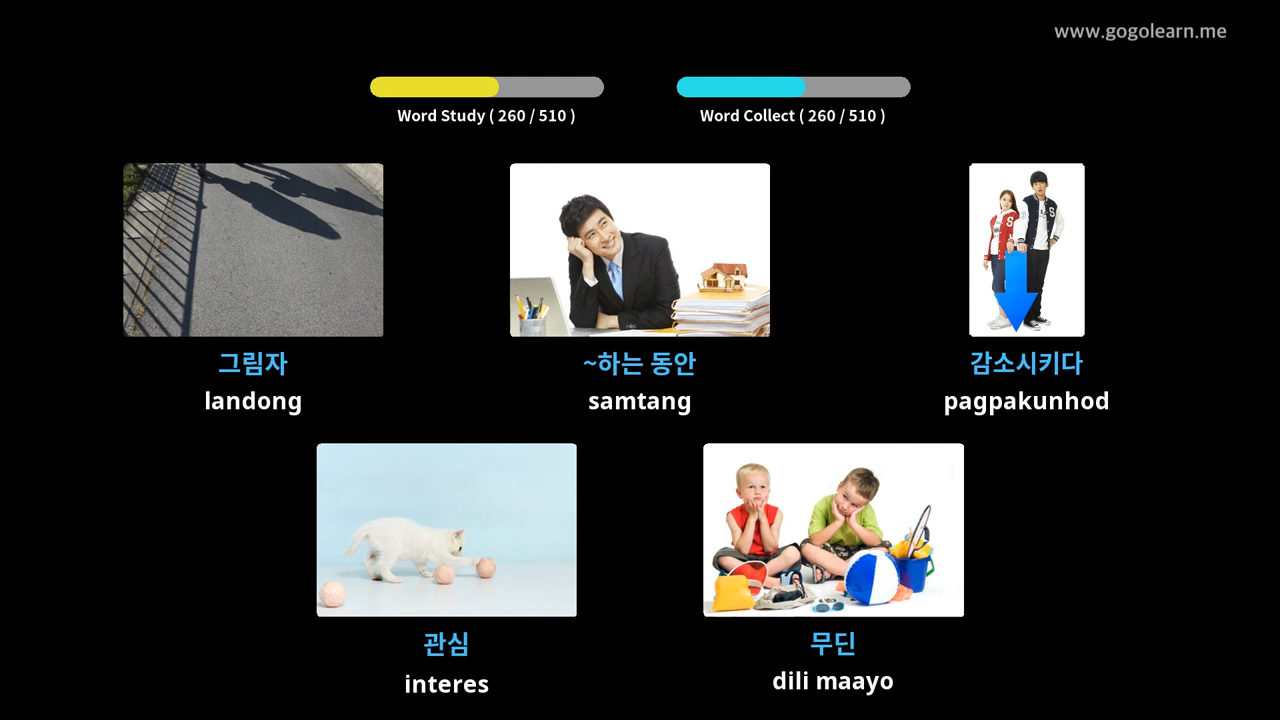 www.gogolearn.me
Word Study ( 260 / 510 )
Word Collect ( 260 / 510 )
그림자
landong
~하는 동안
samtang
감소시키다
pagpakunhod
관심
interes
무딘
dili maayo